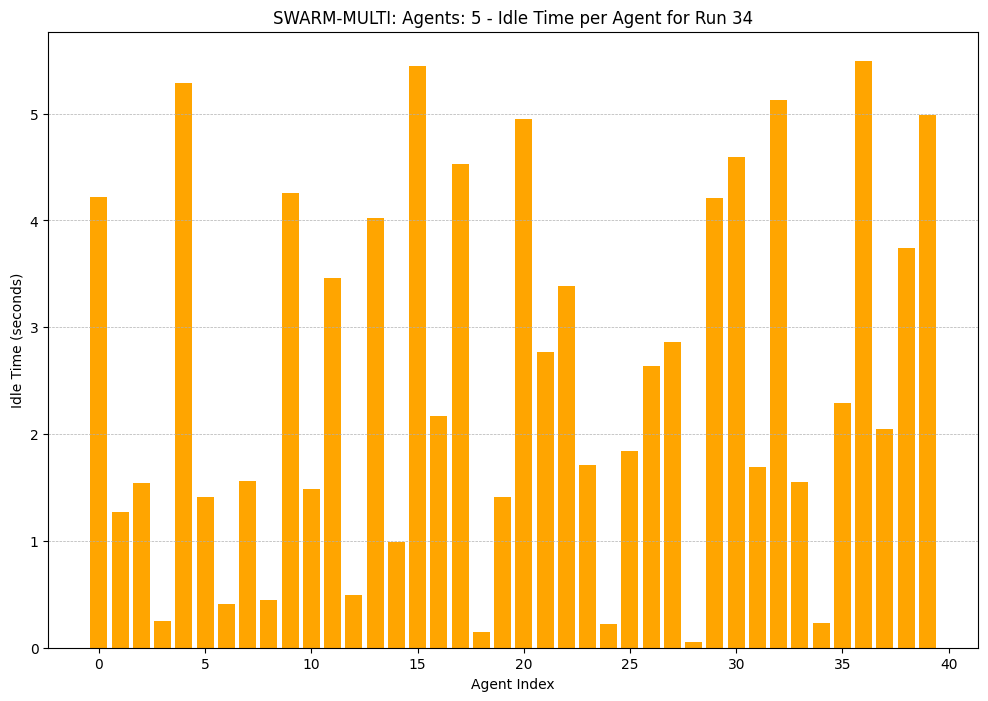 SWARM-MULTI: Agents: 5 - Idle Time per Agent for Run 34
Idle Time (seconds)
5
4
3
2
1
0
0 5 10 15 20 25 30 35 40
Agent Index